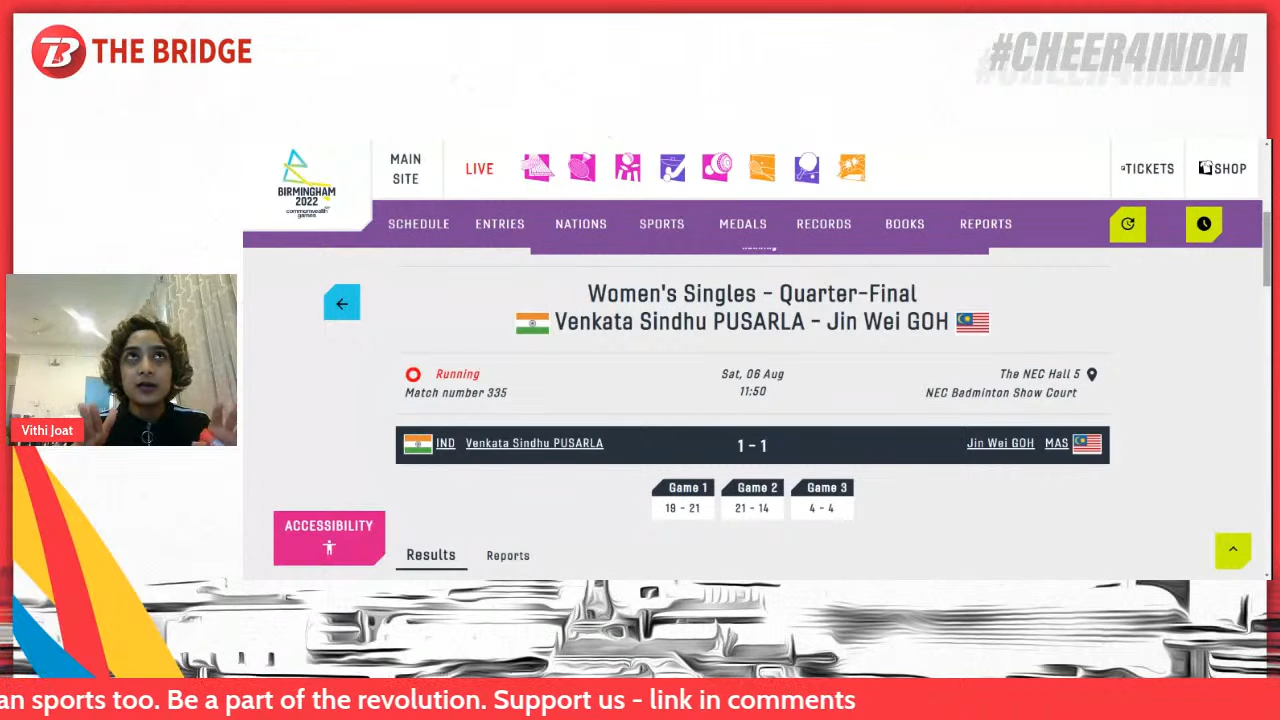 THE BRIDGE
#CHEER4INDIA
BIRMINGHAM
2022
commonwealth
games
MAIN
SITE
LIVE
TICKETS
SHOP
SCHEDULE ENTRIES NATIONS SPORTS MEDALS RECORDS BOOKS REPORTS
Women's Singles - Quarter-Final
Venkata Sindhu PUSARLA - Jin Wei GOH
Running
Match number 335
Sat, 06 Aug
11:50
The NEC Hall 5
NEC Badminton Show Court
IND Venkata Sindhu PUSARLA 1 - 1 Jin Wei GOH MAS
Game 1 Game 2 Game 3
19 - 21 21 - 14 4 - 4
Vithi Joat
ACCESSIBILITY
Results Reports
an sports too. Be a part of the revolution. Support us - link in comments